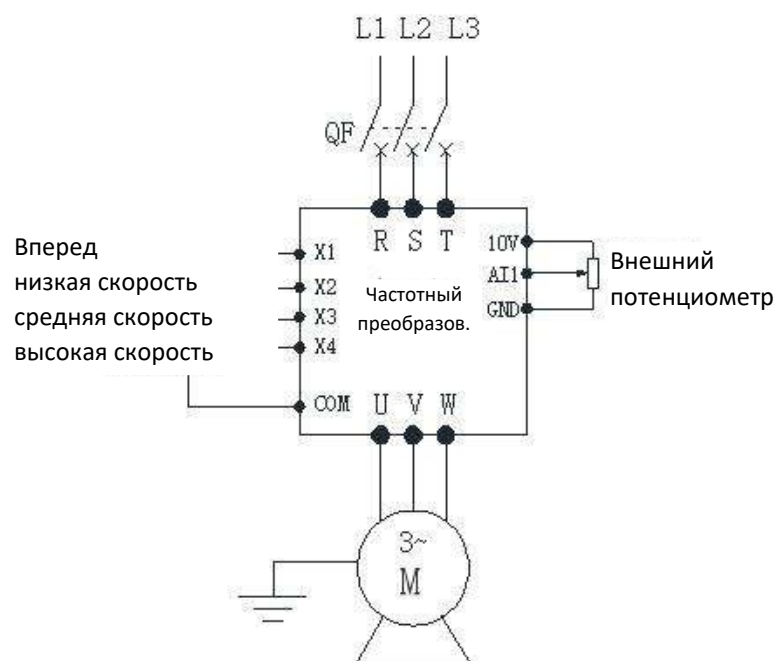 L1 L2 L3
QF
R S T
10V
AI1
GND
Внешний
потенциометр
Вперед
низкая скорость
средняя скорость
высокая скорость
X1
X2
X3
X4
Частотный
преобразов.
COM
U V W
3~
M